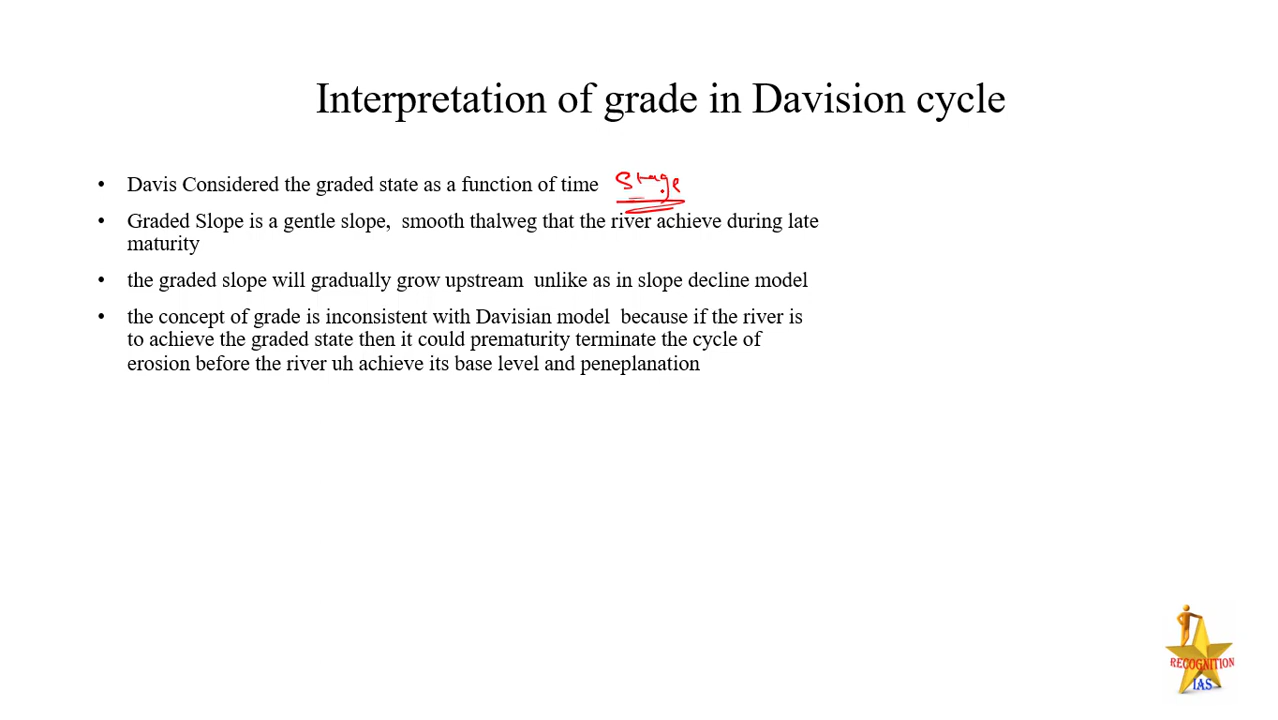 Interpretation of grade in Davision cycle
• Davis Considered the graded state as a function of time Stage
• Graded Slope is a gentle slope, smooth thalweg that the river achieve during late
maturity
• the graded slope will gradually grow upstream unlike as in slope decline model
• the concept of grade is inconsistent with Davisian model because if the river is
to achieve the graded state then it could prematurity terminate the cycle of
erosion before the river uh achieve its base level and peneplanation
RECOGNITION
IAS